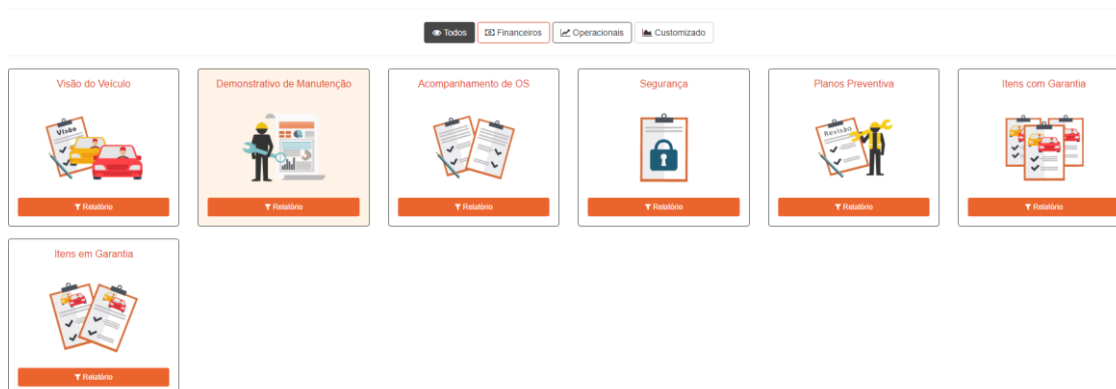 Todos
Financeiros
Operacionais
Customizado
Visão do Veículo
Demonstrativo de Manutenção
Acompanhamento de OS
Segurança
Planos Preventiva
Itens com Garantia
Visão
Revisão
Relatório
Relatório
Relatório
Relatório
Relatório
Relatório
Itens em Garantia
Relatório